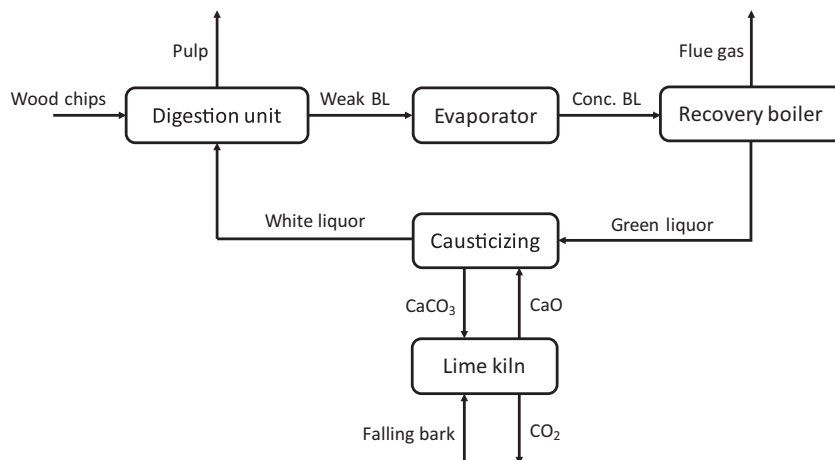 Pulp
Flue gas
Wood chips
Digestion unit
Weak BL
Evaporator
Conc. BL
Recovery boiler
White liquor
Causticizing
Green liquor
CaCO₃
CaO
Lime kiln
Falling bark
CO₂